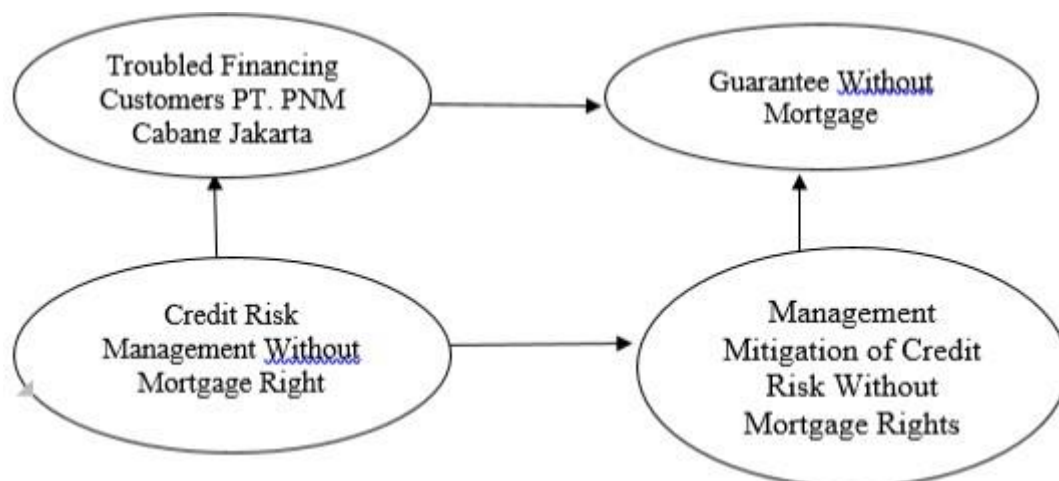 Troubled Financing
Customers PT. PNM
Cabang Jakarta
Guarantee Without
Mortgage
Credit Risk
Management Without
Mortgage Right
Management
Mitigation of Credit
Risk Without
Mortgage Rights